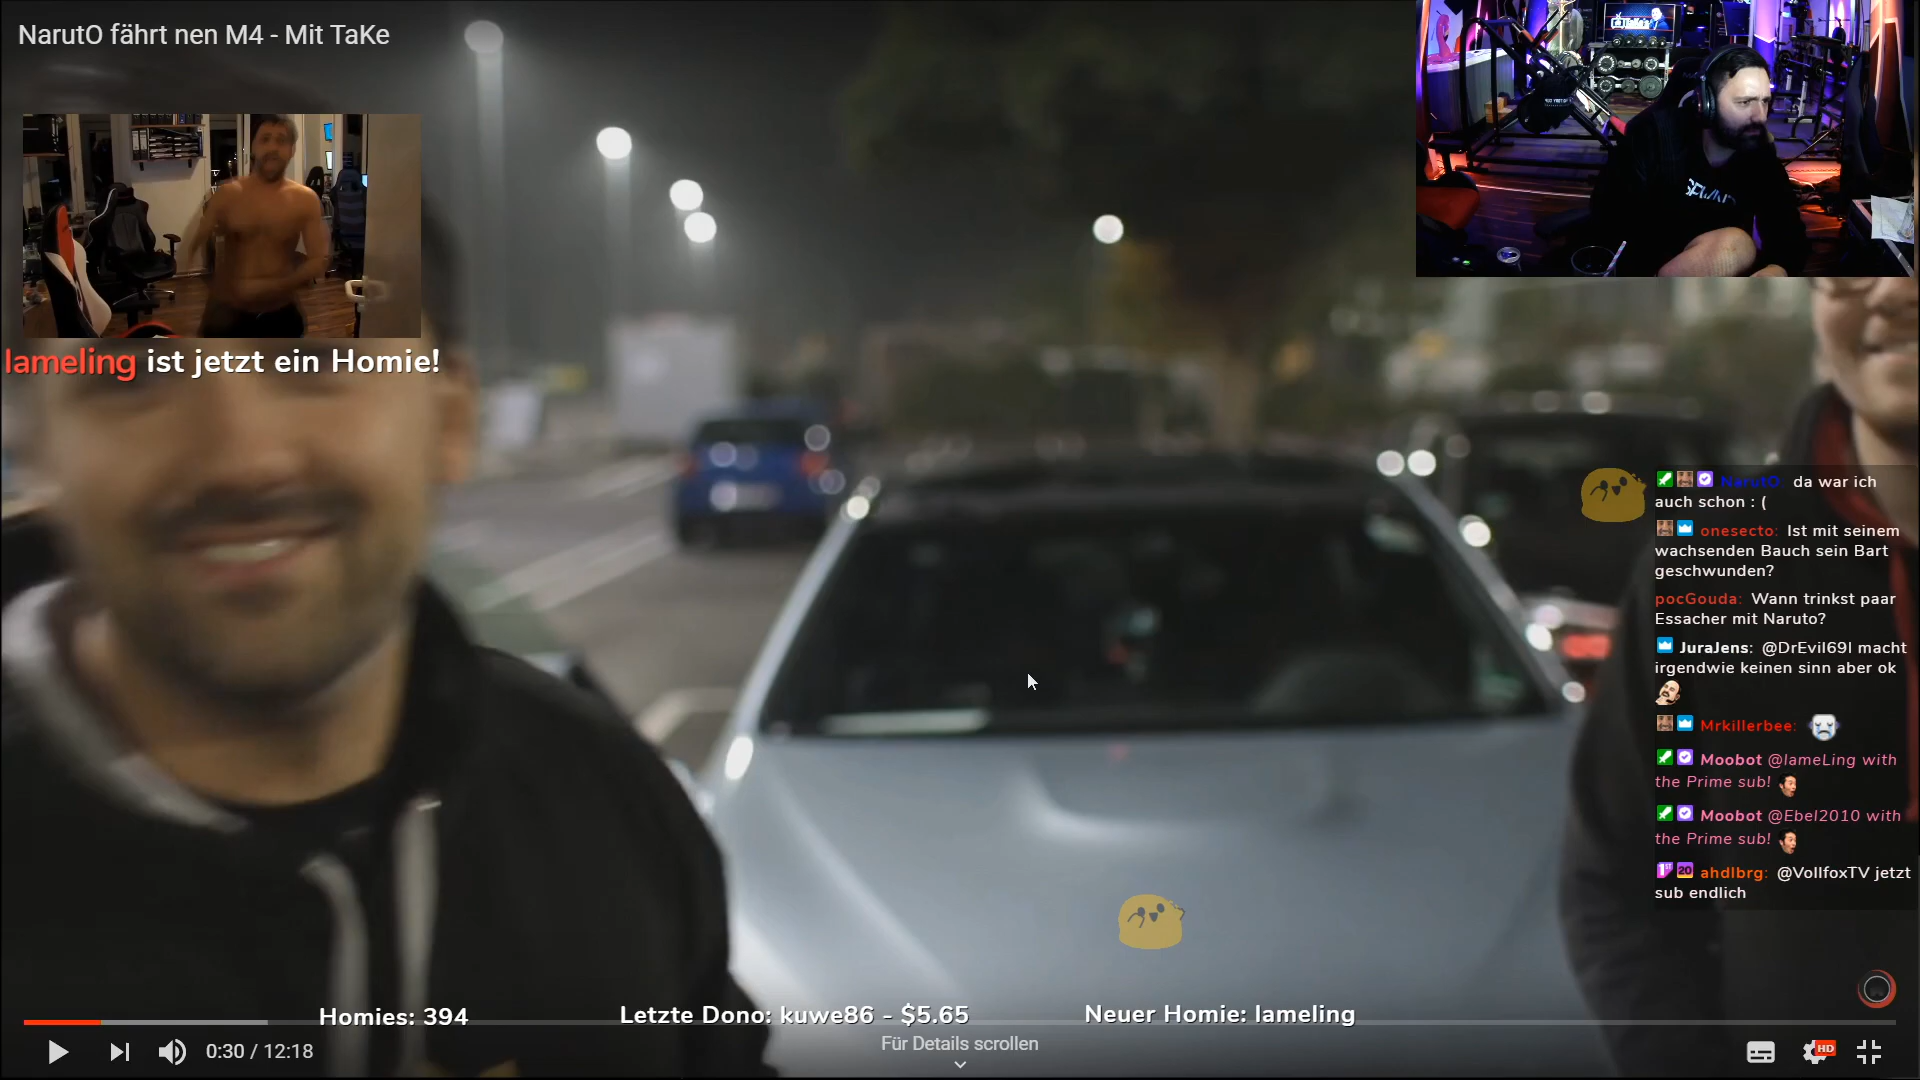 NarutO fährt nen M4 - Mit TaKe
lameling ist jetzt ein Homie!
NarutO: da war ich
auch schon : (
onesecto: Ist mit seinem
wachsenden Bauch sein Bart
geschwunden?
pocGouda: Wann trinkst paar
Essacher mit Naruto?
JuraJens: @DrEvil69l macht
irgendwie keinen sinn aber ok
Mrkillerbee:
Moobot @lameLing with
the Prime sub!
Moobot @Ebel2010 with
the Prime sub!
1ST 20 ahdlbrg: @VollfoxTV jetzt
sub endlich
Homies: 394
Letzte Dono: kuwe86 - $5.65
Neuer Homie: lameling
Für Details scrollen
0:30 / 12:18
HD